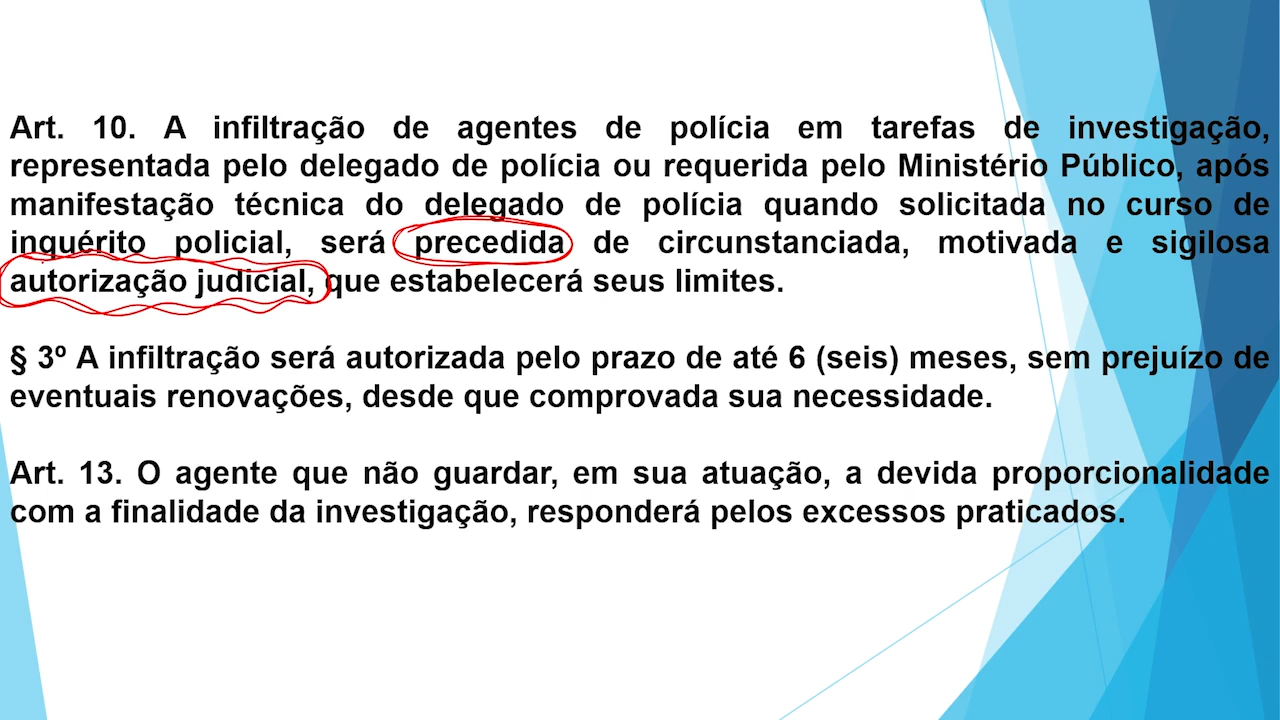 Art. 10. A infiltração de agentes de polícia em tarefas de investigação,
representada pelo delegado de polícia ou requerida pelo Ministério Público, após
manifestação técnica do delegado de polícia quando solicitada no curso de
inquérito policial, será precedida de circunstanciada, motivada e sigilosa
autorização judicial, que estabelecerá seus limites.
§ 3º A infiltração será autorizada pelo prazo de até 6 (seis) meses, sem prejuízo de
eventuais renovações, desde que comprovada sua necessidade.
Art. 13. O agente que não guardar, em sua atuação, a devida proporcionalidade
com a finalidade da investigação, responderá pelos excessos praticados.